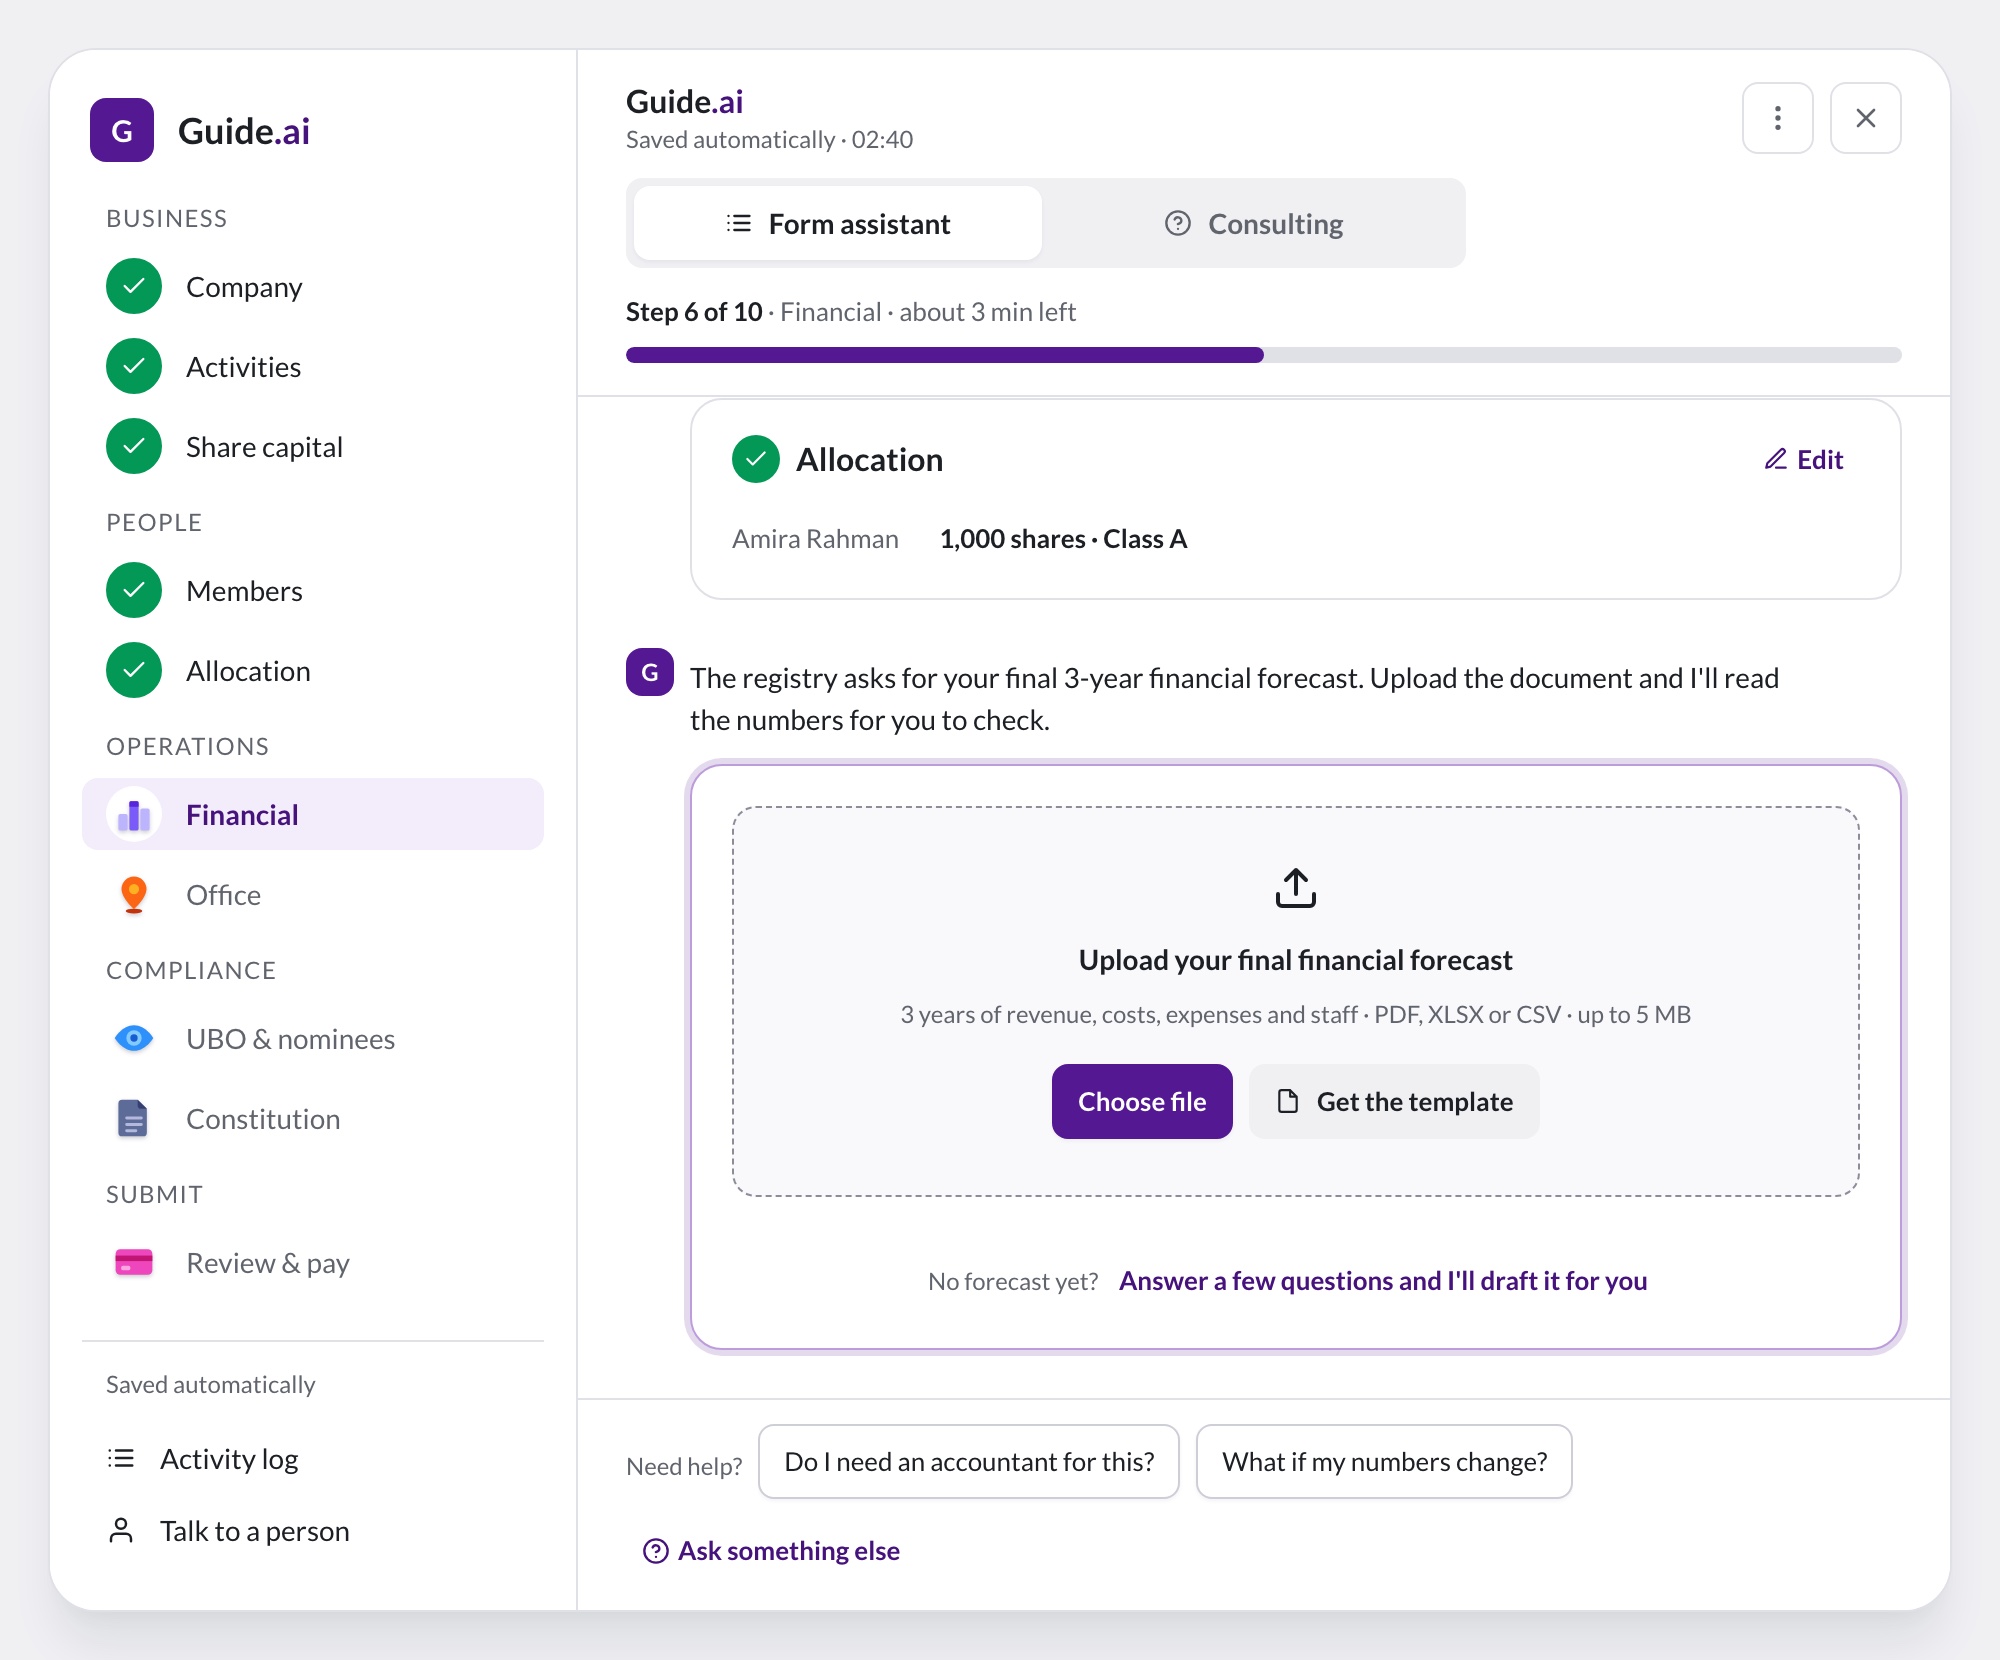 G Guide.ai
BUSINESS
Company
Activities
Share capital
PEOPLE
Members
Allocation
OPERATIONS
Financial
Office
COMPLIANCE
UBO & nominees
Constitution
SUBMIT
Review & pay
Saved automatically
Activity log
Talk to a person
Guide.ai
Saved automatically · 02:40
Form assistant
Consulting
Step 6 of 10 · Financial · about 3 min left
Allocation
Edit
Amira Rahman 1,000 shares · Class A
G
The registry asks for your final 3-year financial forecast. Upload the document and I'll read
the numbers for you to check.
Upload your final financial forecast
3 years of revenue, costs, expenses and staff · PDF, XLSX or CSV · up to 5 MB
Choose file
Get the template
No forecast yet? Answer a few questions and I'll draft it for you
Need help?
Do I need an accountant for this?
What if my numbers change?
Ask something else